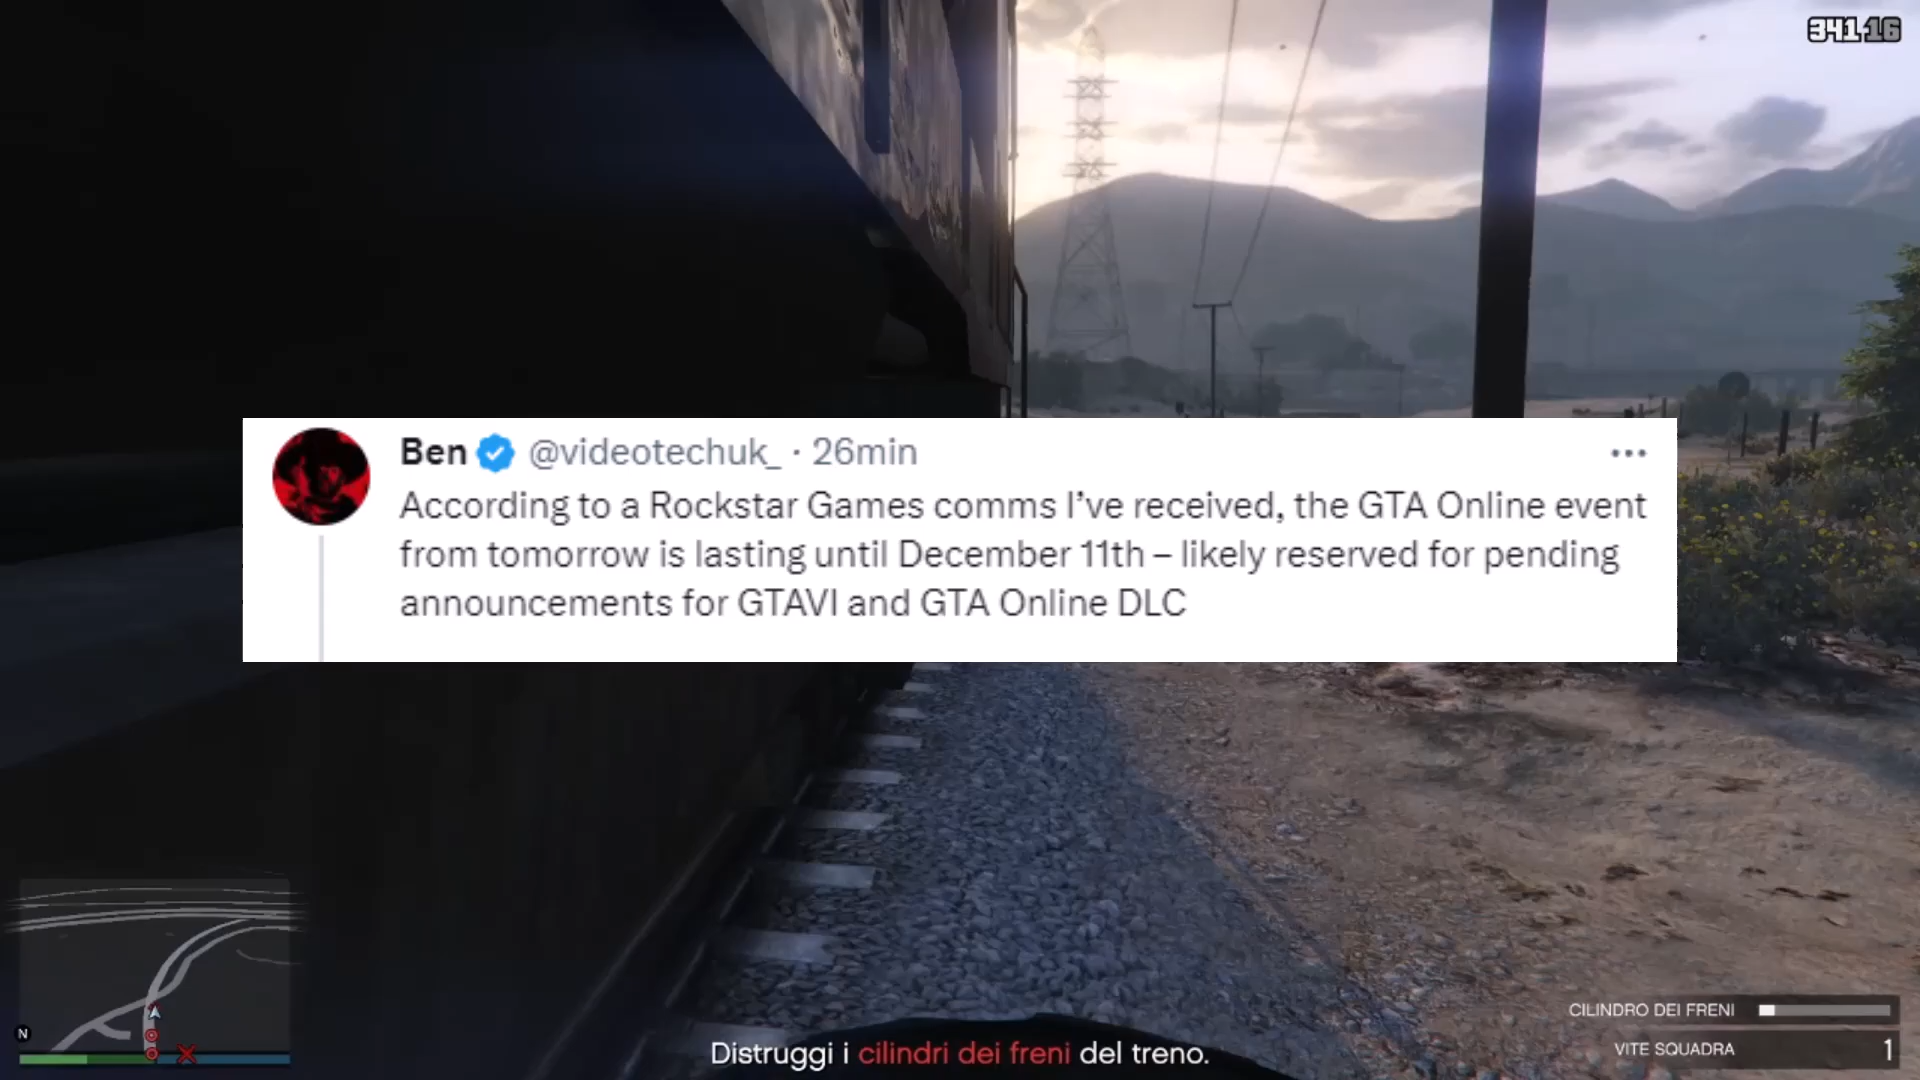 341 16
Ben @videotechuk_ · 26min
According to a Rockstar Games comms I’ve received, the GTA Online event
from tomorrow is lasting until December 11th – likely reserved for pending
announcements for GTAVI and GTA Online DLC
N
CILINDRO DEI FRENI
VITE SQUADRA 1
Distruggi i cilindri dei freni del treno.